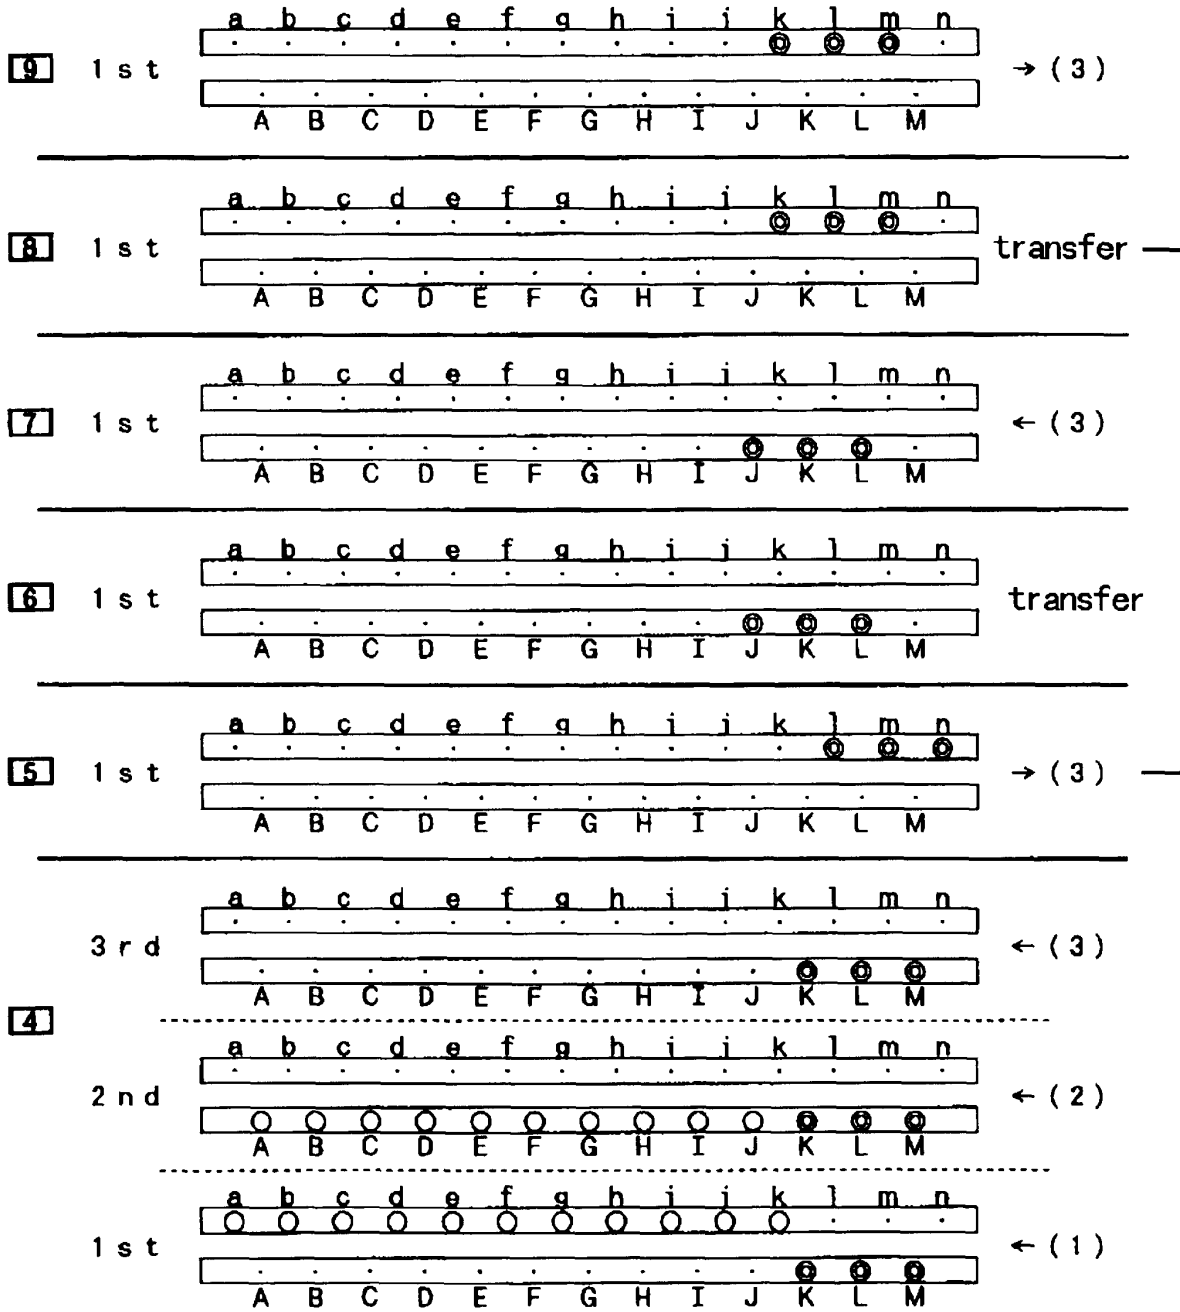 a b c d e f g h i j k l m n
9 1st → (3)
A B C D E F G H I J K L M
a b c d e f g h i j k l m n
8 1st transfer
A B C D E F G H I J K L M
a b c d e f g h i j k l m n
7 1st ← (3)
A B C D E F G H I J K L M
a b c d e f g h i j k l m n
6 1st transfer
A B C D E F G H I J K L M
a b c d e f g h i j k l m n
5 1st → (3)
A B C D E F G H I J K L M
a b c d e f g h i j k l m n
3rd ← (3)
A B C D E F G H I J K L M
4
a b c d e f g h i j k l m n
2nd ← (2)
A B C D E F G H I J K L M
a b c d e f g h i j k l m n
1st ← (1)
A B C D E F G H I J K L M